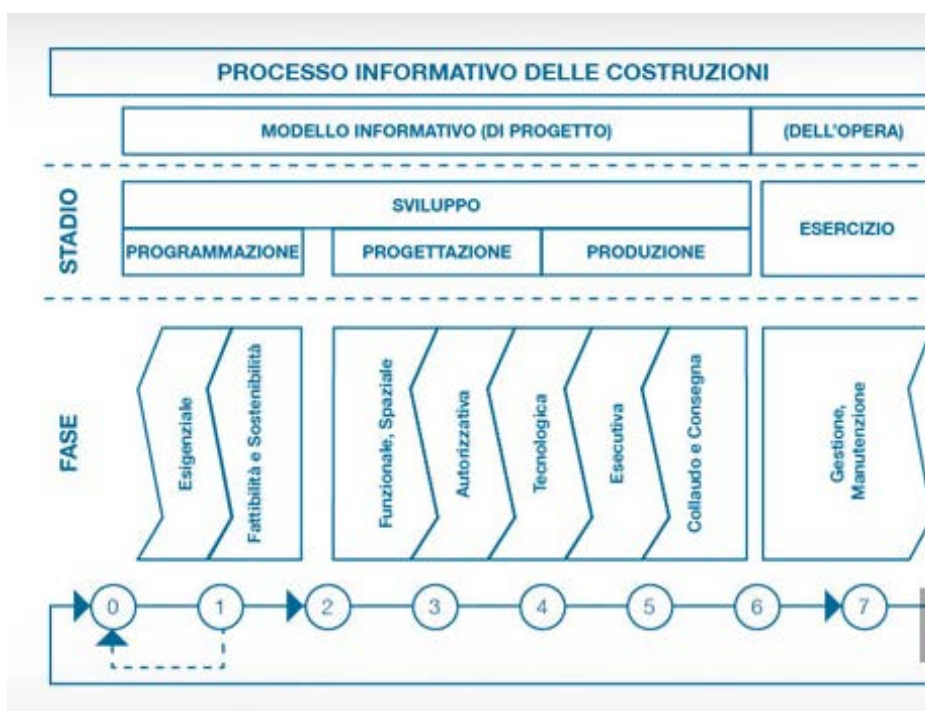 PROCESSO INFORMATIVO DELLE COSTRUZIONI
MODELLO INFORMATIVO (DI PROGETTO)
(DELL'OPERA)
STADIO
SVILUPPO
ESERCIZIO
PROGRAMMAZIONE
PROGETTAZIONE
PRODUZIONE
FASE
Esigenziale
Fattibilità e Sostenibilità
Funzionale, Spaziale
Autorizzativa
Tecnologica
Esecutiva
Collaudo e Consegna
Gestione,
Manutenzione
0
1
2
3
4
5
6
7